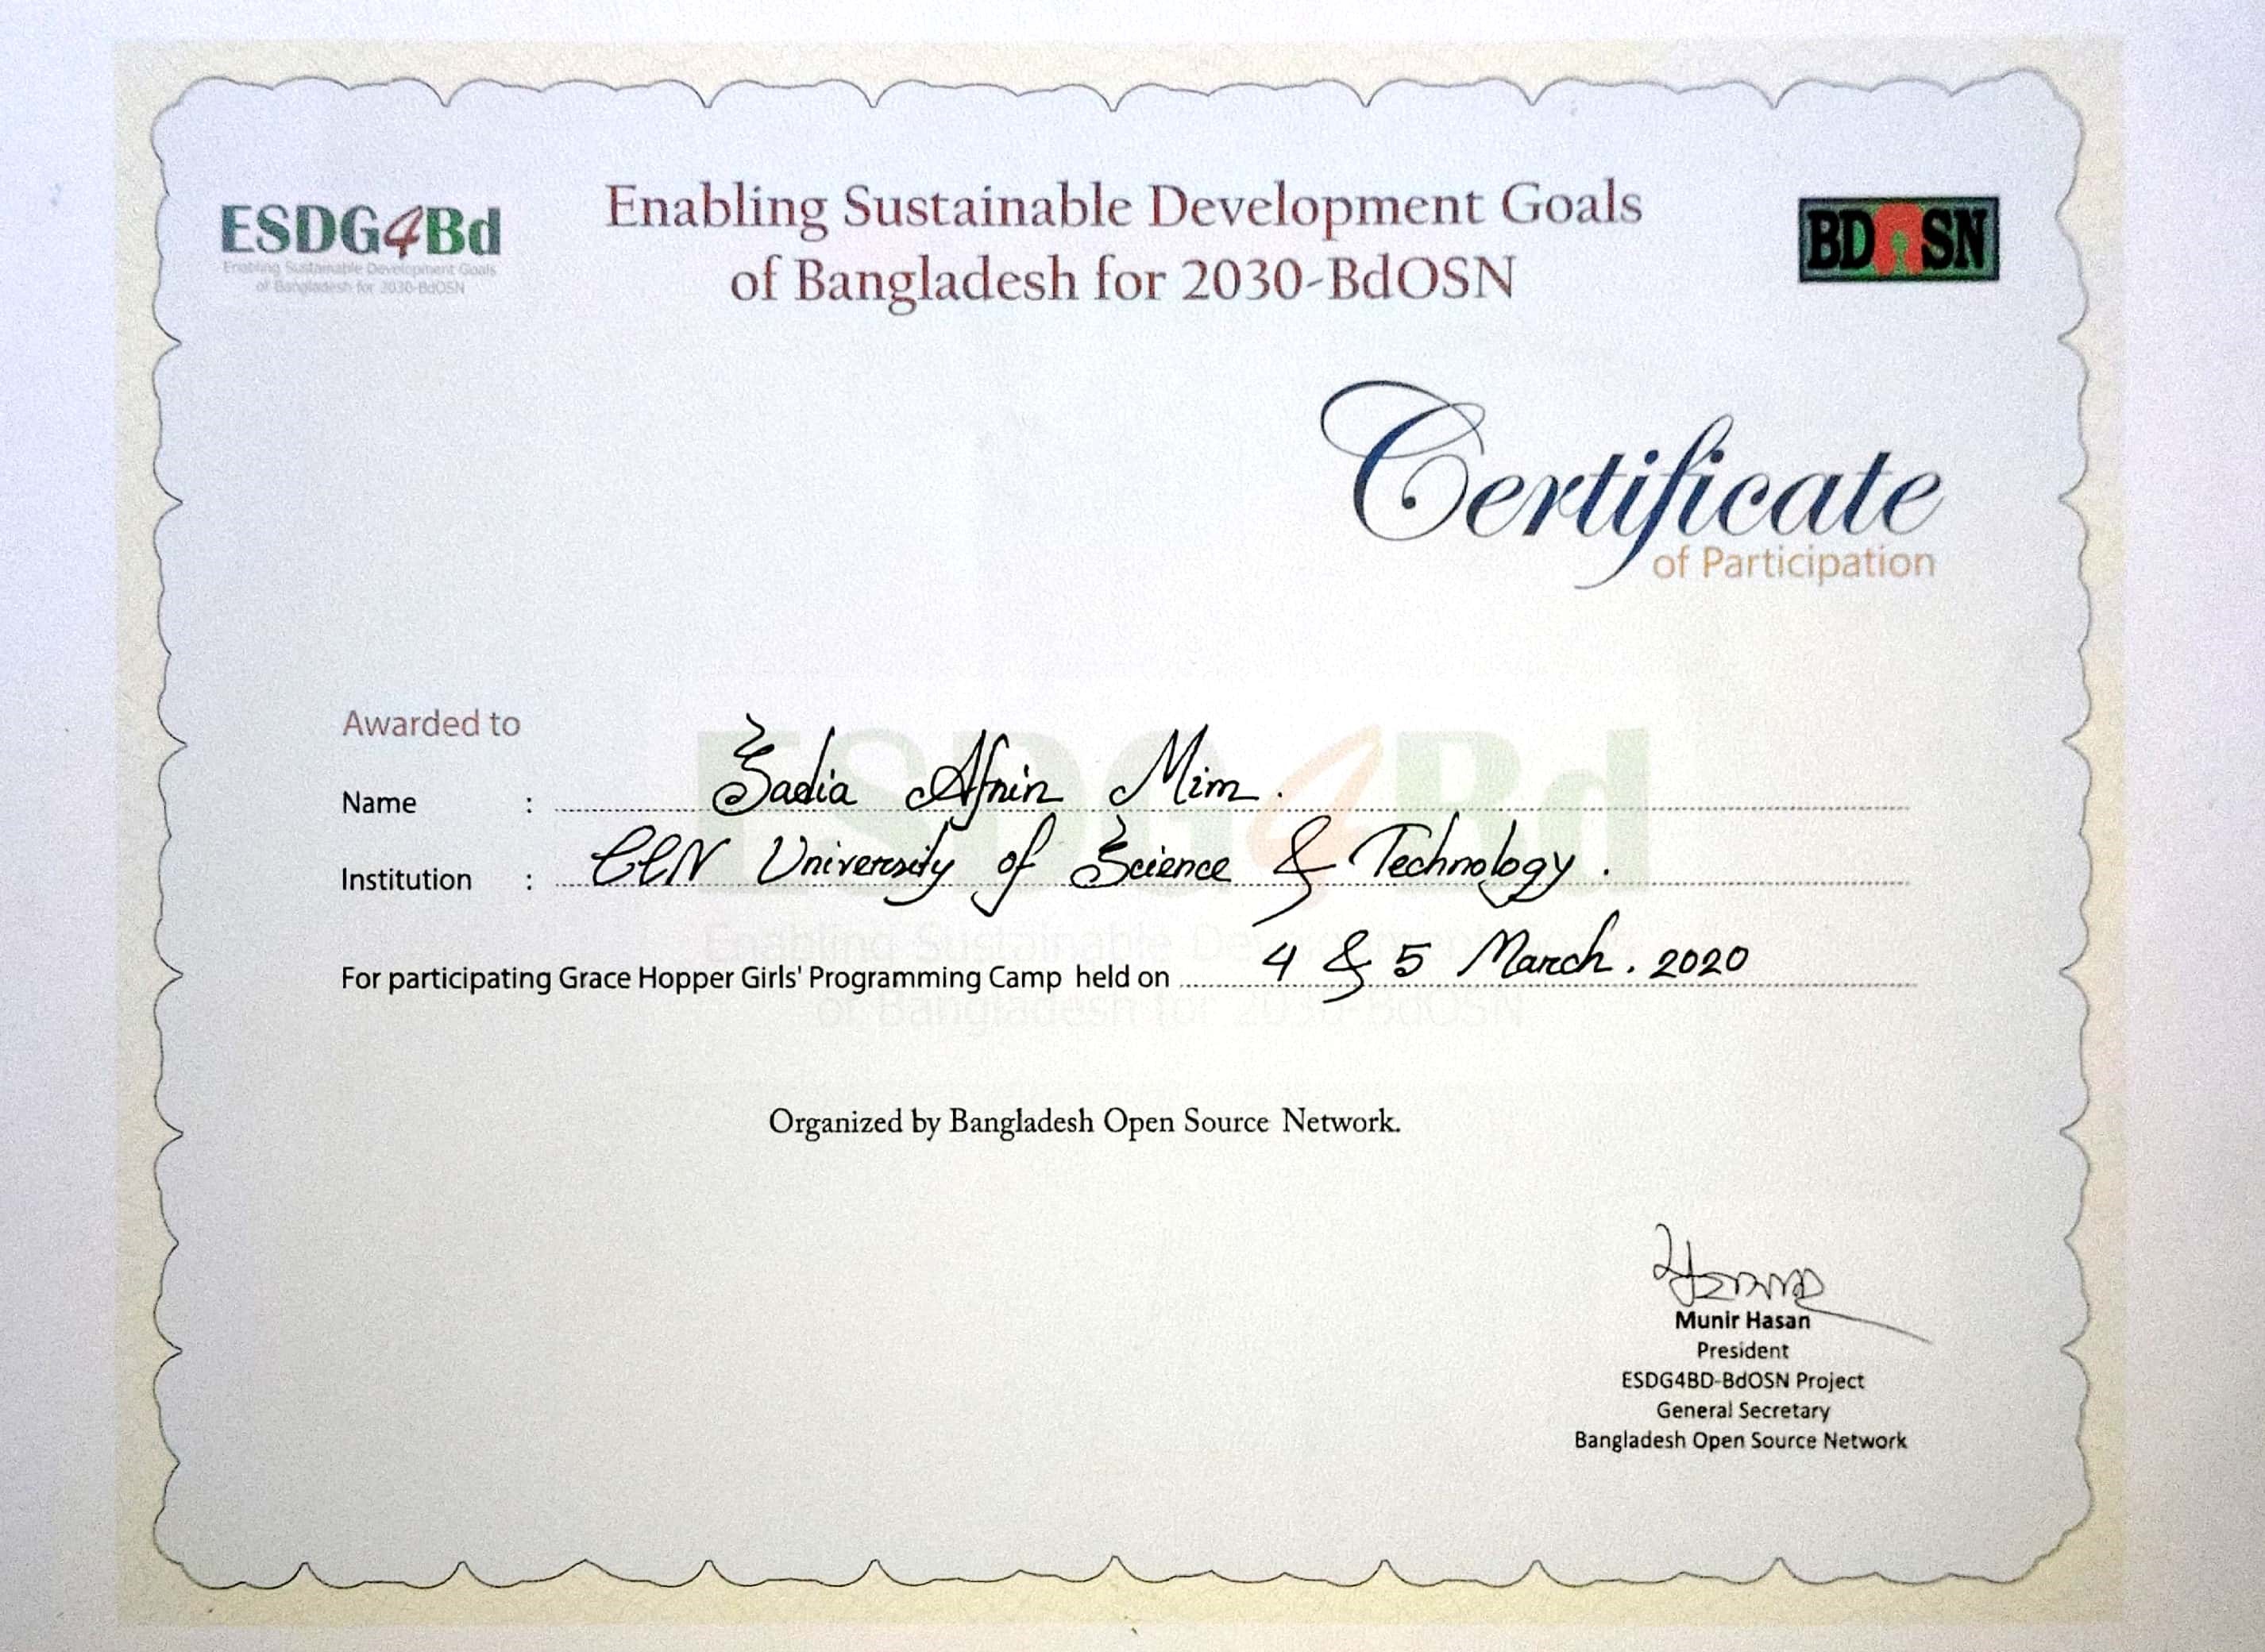 ESDG4Bd
Enabling Sustainable Development Goals
of Bangladesh for 2030-BdOSN
Enabling Sustainable Development Goals
of Bangladesh for 2030-BdOSN
BDOSN
Certificate
of Participation
Awarded to
Name : Sadia Afrin Mim.
Institution : CCN University of Science & Technology.
For participating Grace Hopper Girls' Programming Camp held on 4 & 5 March. 2020
ESDG4Bd
Enabling Sustainable De
of Bangladesh for 2030-BdOSN
Organized by Bangladesh Open Source Network.
Munir Hasan
President
ESDG4BD-BdOSN Project
General Secretary
Bangladesh Open Source Network